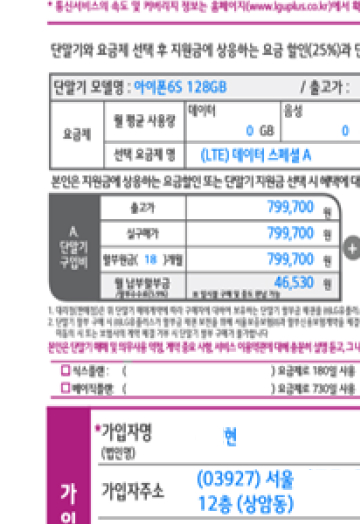 * 통신서비스의 속도 및 커버리지 정보는 홈페이지(www.lguplus.co.kr)에서 확
단말기와 요금제 선택 후 지원금에 상응하는 요금 할인(25%)과 단
단말기 모델명 : 아이폰6S 128GB / 출고가 :
요금제 월 평균 사용량 데이터 0 GB 음성 0
선택 요금제 명 (LTE) 데이터 스페셜 A
본인은 지원금에 상응하는 요금할인 또는 단말기 지원금 선택 시 혜택에 대
A. 단말기 구입비
출고가 799,700 원
실구매가 799,700 원
할부원금( 18 )개월 799,700 원
월 납부할부금 46,530 원
본인은 단말기 매매 및 의무사용 약정, 계약 중요 사항, 서비스 이용약관에 대해 충분히 설명 듣고, 그
식스플랜: ( ) 요금제로 180일 사용
( ) 요금제로 730일 사용
*가입자명 현
(법인명)
가입자주소 (03927) 서울
12층 (상암동)
가